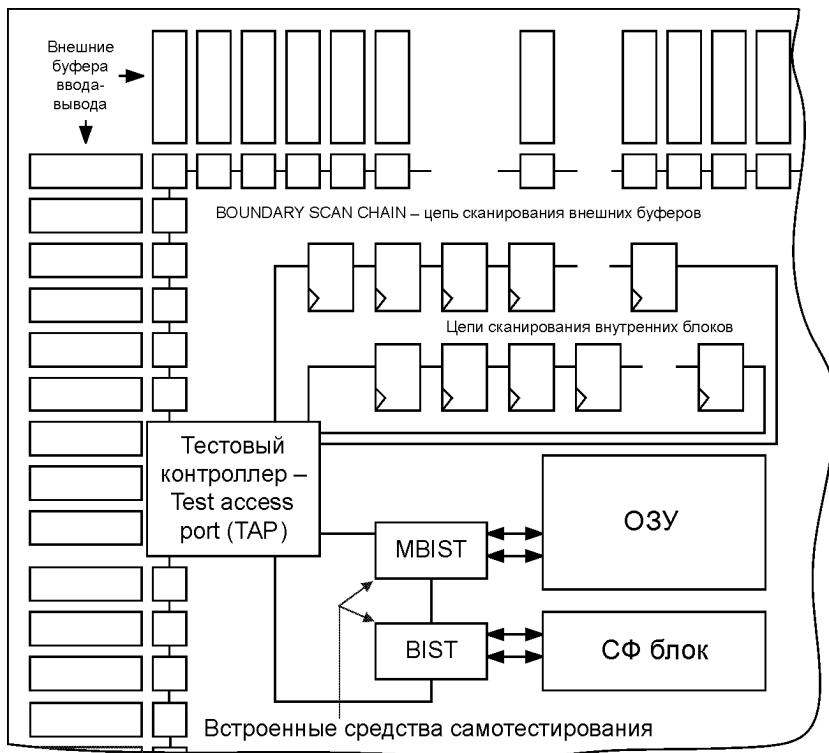 Внешние
буфера
ввода-
вывода
BOUNDARY SCAN CHAIN – цепь сканирования внешних буферов
Цепи сканирования внутренних блоков
Тестовый
контроллер –
Test access
port (TAP)
MBIST
ОЗУ
BIST
СФ блок
Встроенные средства самотестирования